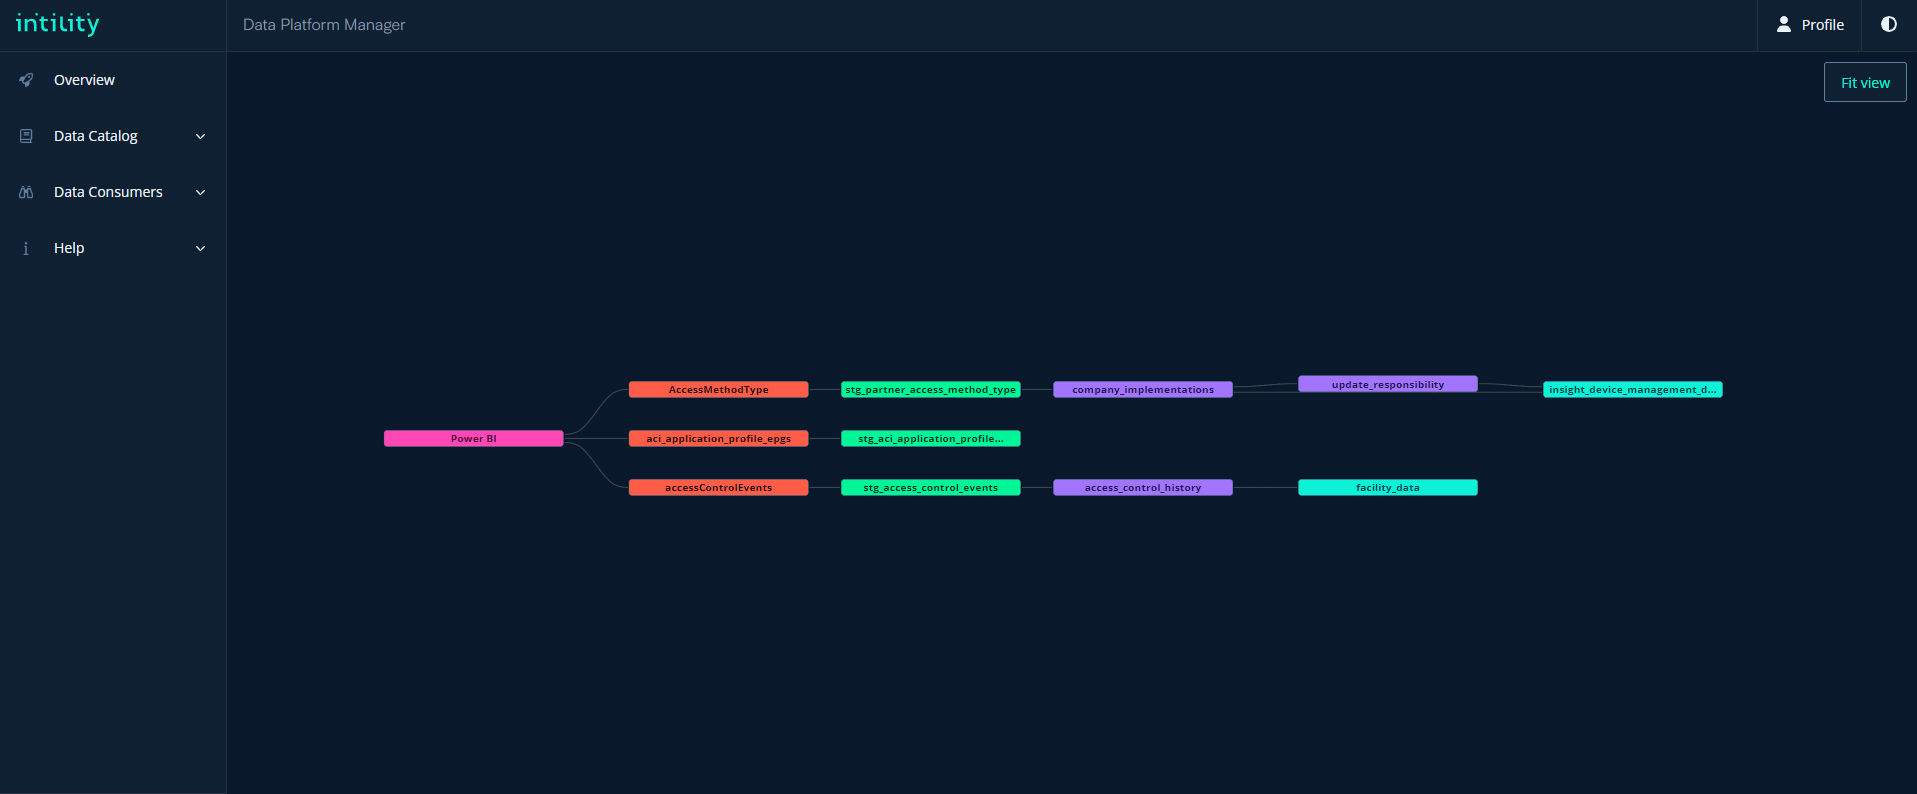 intility
Data Platform Manager
Profile
Overview
Data Catalog
Data Consumers
Help
Fit view
Power BI
AccessMethodType
stg_partner_access_method_type
company_implementations
update_responsibility
insight_device_management_d...
aci_application_profile_epgs
stg_aci_application_profile...
accessControlEvents
stg_access_control_events
access_control_history
facility_data